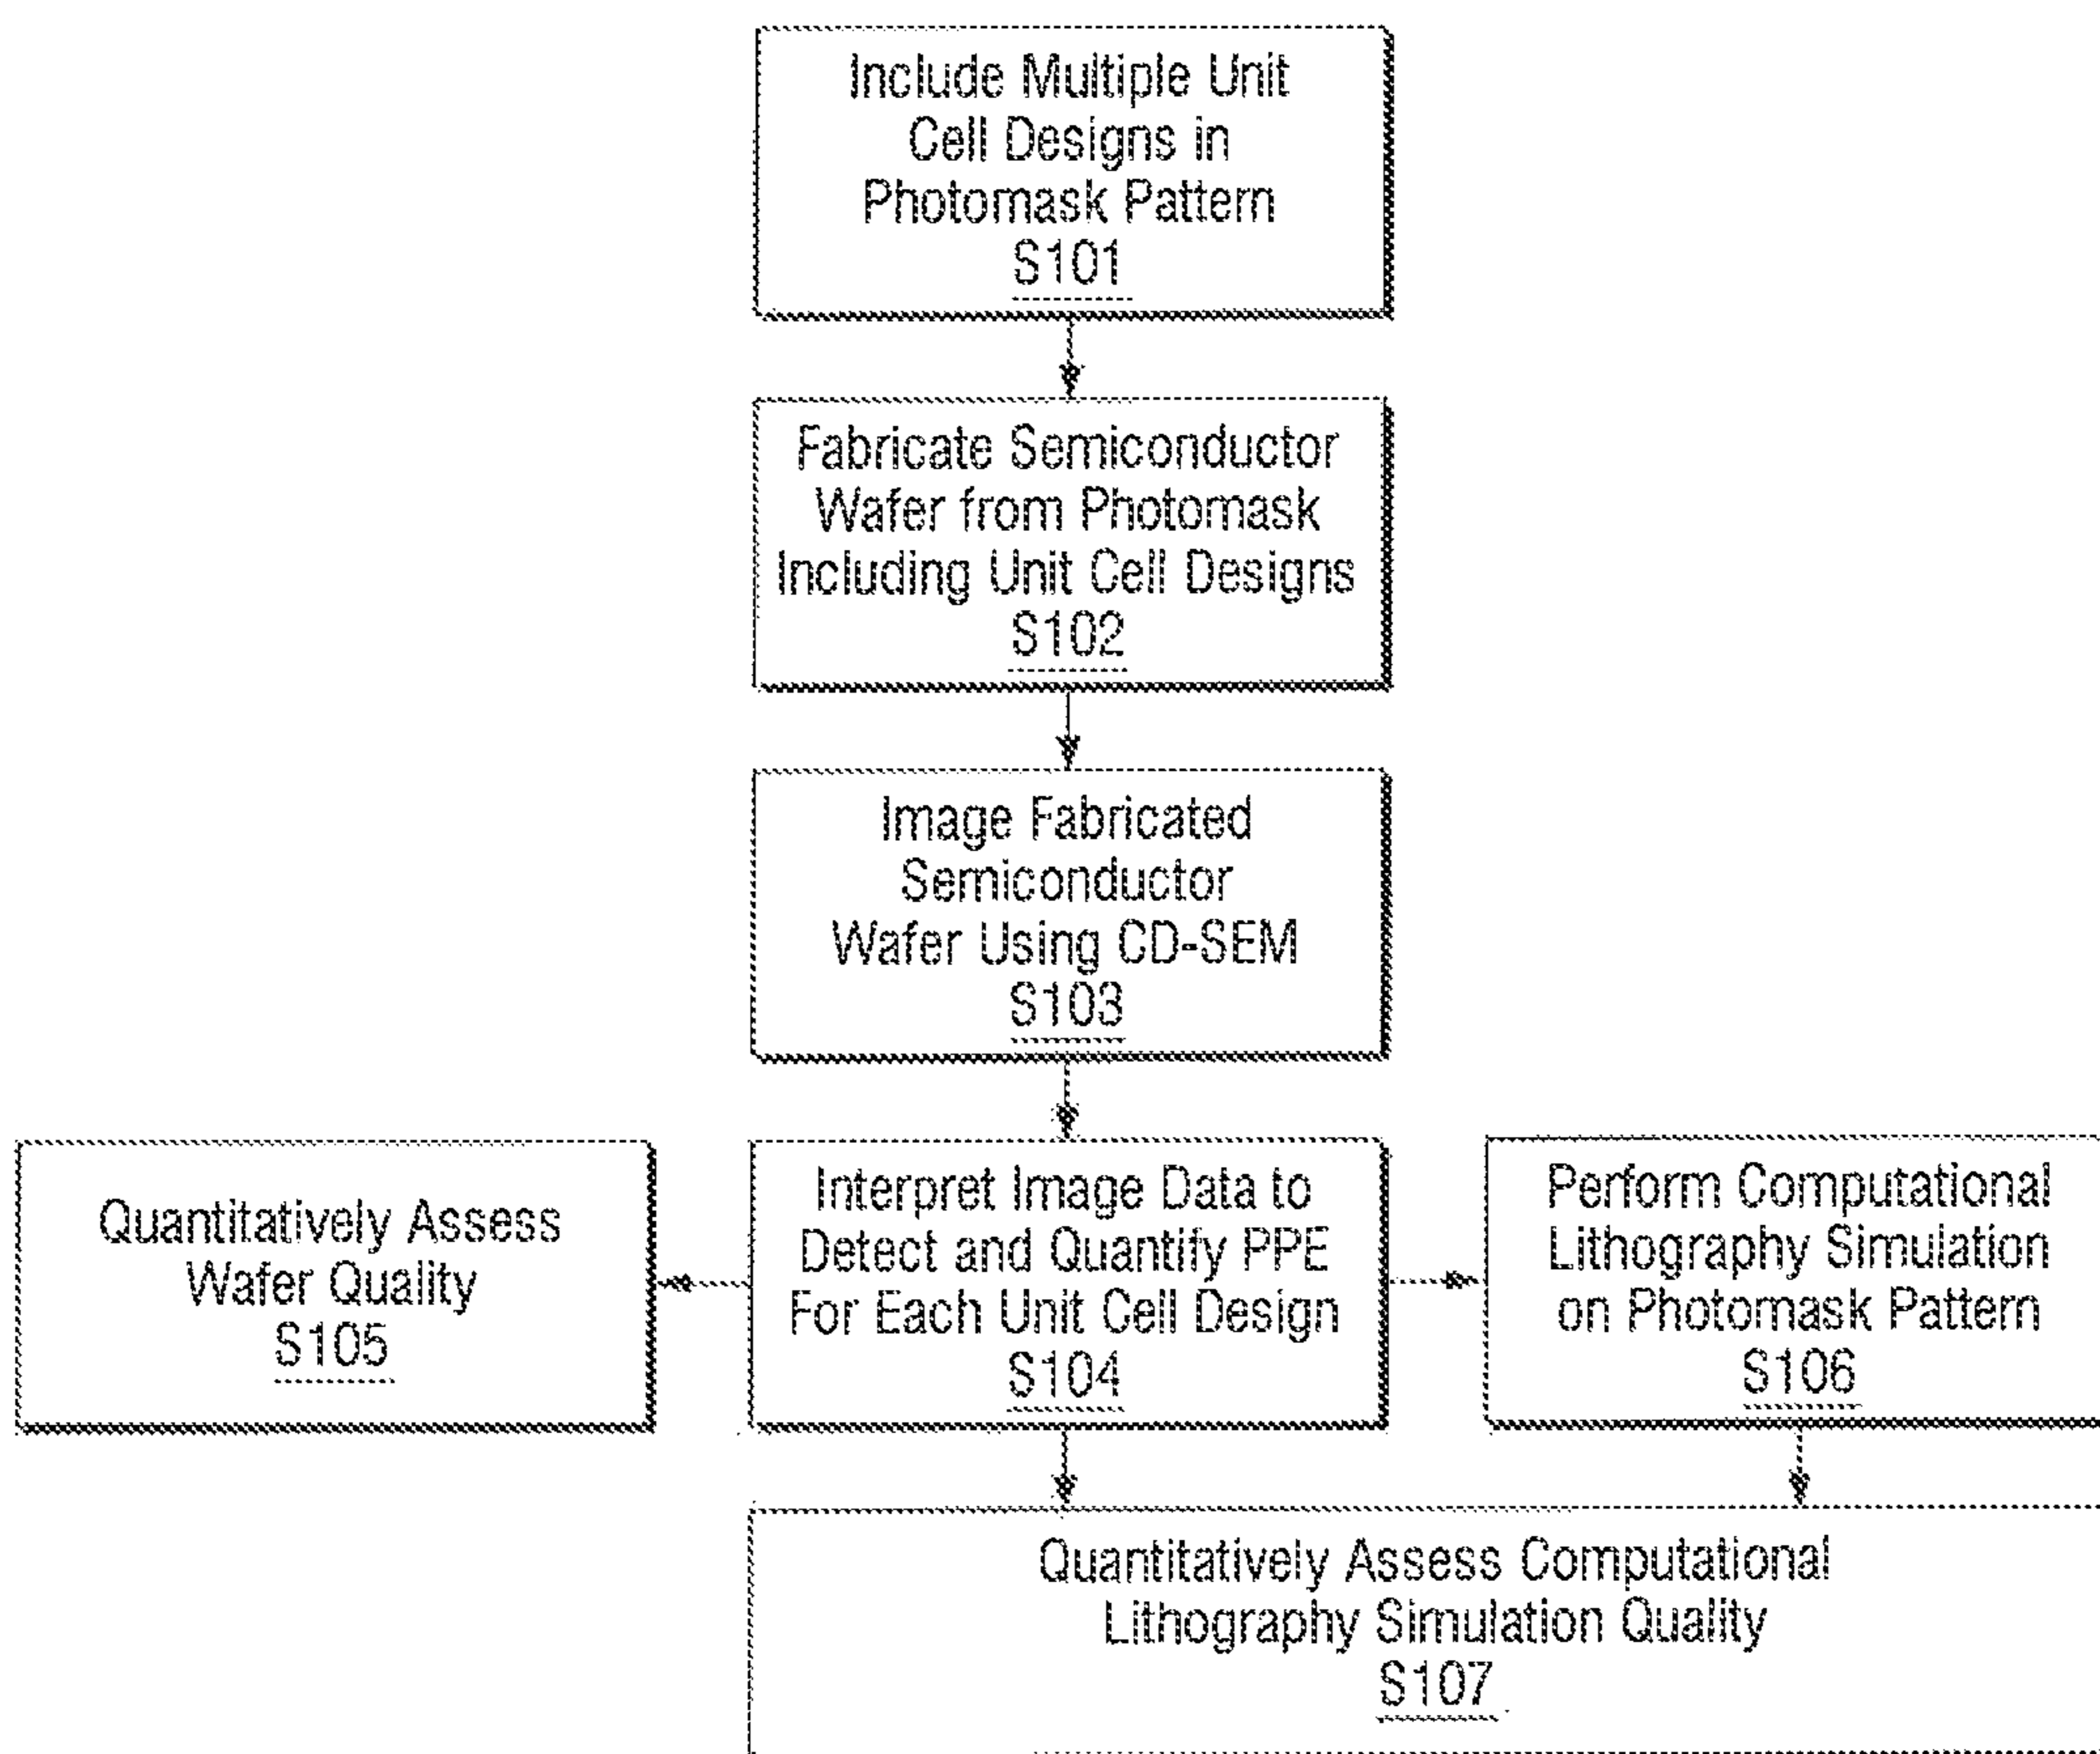 Include Multiple Unit
Cell Designs in
Photomask Pattern
S101
Fabricate Semiconductor
Wafer from Photomask
Including Unit Cell Designs
S102
Image Fabricated
Semiconductor
Wafer Using CD-SEM
S103
Quantitatively Assess
Wafer Quality
S105
Interpret Image Data to
Detect and Quantify PPE
For Each Unit Cell Design
S104
Perform Computational
Lithography Simulation
on Photomask Pattern
S106
Quantitatively Assess Computational
Lithography Simulation Quality
S107